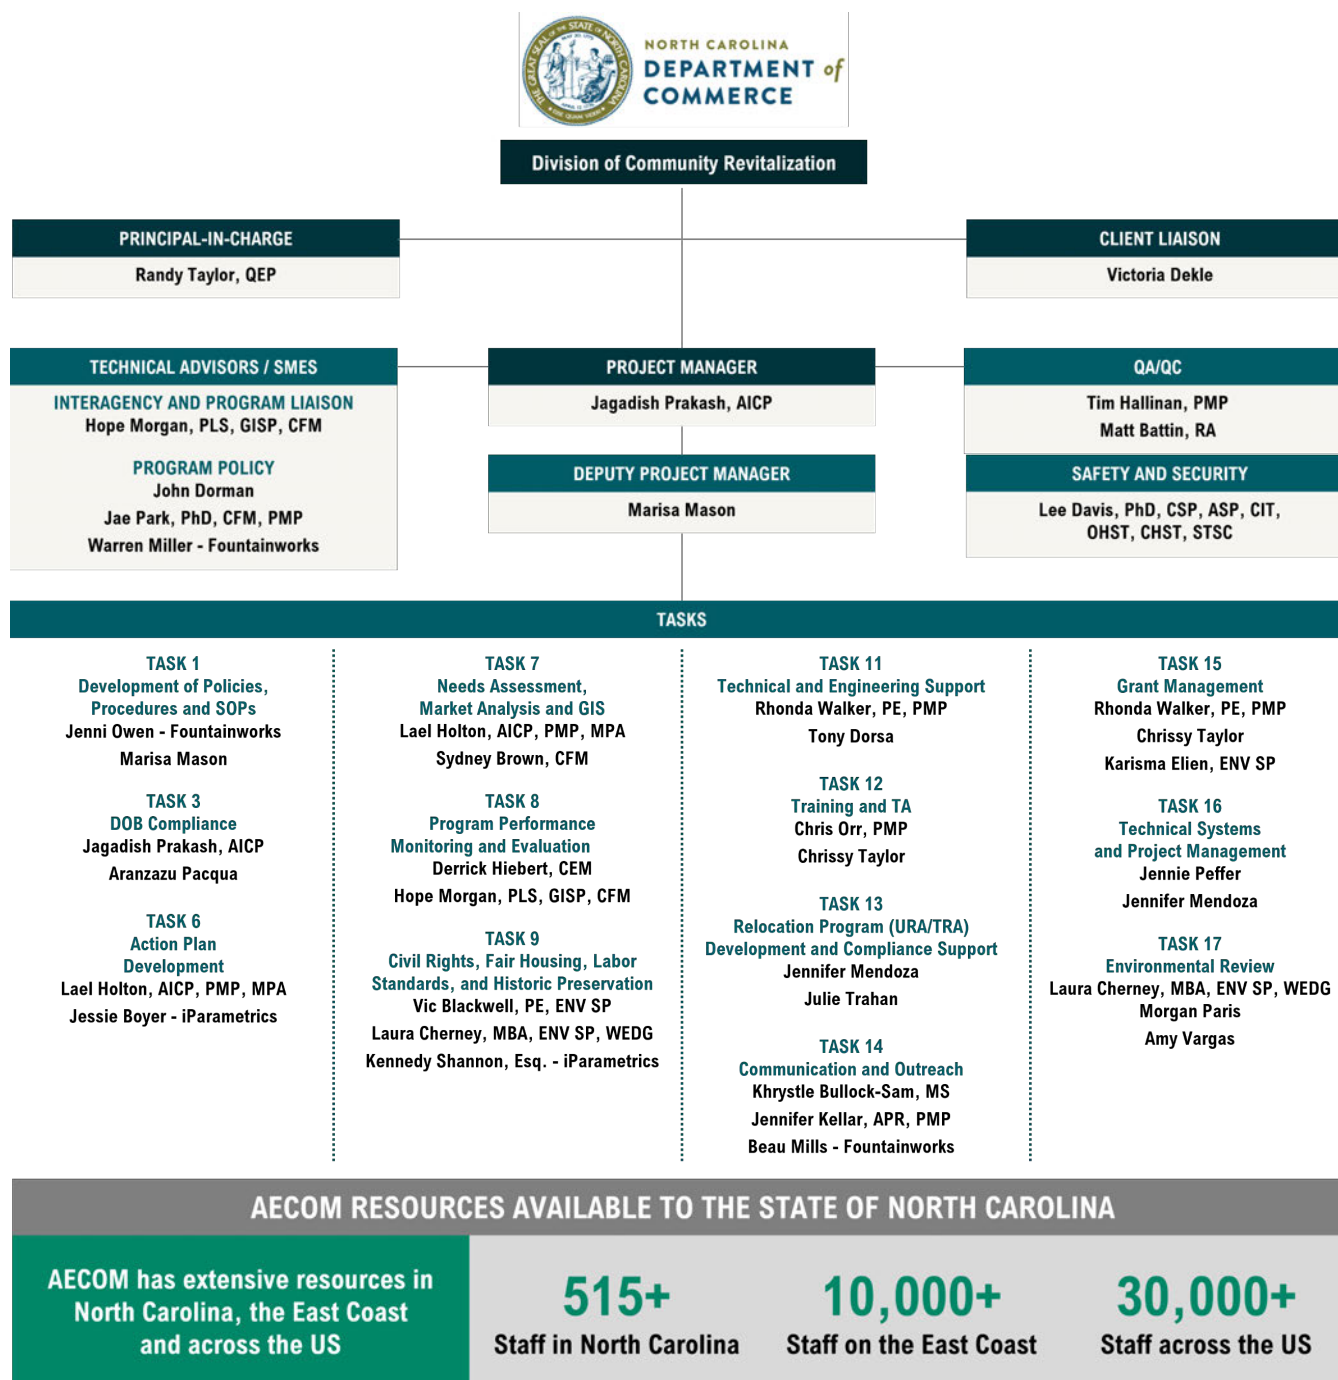 NORTH CAROLINA
DEPARTMENT of
COMMERCE
Division of Community Revitalization
PRINCIPAL-IN-CHARGE
Randy Taylor, QEP
CLIENT LIAISON
Victoria Dekle
TECHNICAL ADVISORS / SMES
INTERAGENCY AND PROGRAM LIAISON
Hope Morgan, PLS, GISP, CFM
PROGRAM POLICY
John Dorman
Jae Park, PhD, CFM, PMP
Warren Miller - Fountainworks
PROJECT MANAGER
Jagadish Prakash, AICP
DEPUTY PROJECT MANAGER
Marisa Mason
QA/QC
Tim Hallinan, PMP
Matt Battin, RA
SAFETY AND SECURITY
Lee Davis, PhD, CSP, ASP, CIT,
OHST, CHST, STSC
TASKS
TASK 1
Development of Policies,
Procedures and SOPs
Jenni Owen - Fountainworks
Marisa Mason
TASK 3
DOB Compliance
Jagadish Prakash, AICP
Aranzazu Pacqua
TASK 6
Action Plan
Development
Lael Holton, AICP, PMP, MPA
Jessie Boyer - iParametrics
TASK 7
Needs Assessment,
Market Analysis and GIS
Lael Holton, AICP, PMP, MPA
Sydney Brown, CFM
TASK 8
Program Performance
Monitoring and Evaluation
Derrick Hiebert, CEM
Hope Morgan, PLS, GISP, CFM
TASK 9
Civil Rights, Fair Housing, Labor
Standards, and Historic Preservation
Vic Blackwell, PE, ENV SP
Laura Cherney, MBA, ENV SP, WEDG
Kennedy Shannon, Esq. - iParametrics
TASK 11
Technical and Engineering Support
Rhonda Walker, PE, PMP
Tony Dorsa
TASK 12
Training and TA
Chris Orr, PMP
Chrissy Taylor
TASK 13
Relocation Program (URA/TRA)
Development and Compliance Support
Jennifer Mendoza
Julie Trahan
TASK 14
Communication and Outreach
Khrystle Bullock-Sam, MS
Jennifer Kellar, APR, PMP
Beau Mills - Fountainworks
TASK 15
Grant Management
Rhonda Walker, PE, PMP
Chrissy Taylor
Karisma Elien, ENV SP
TASK 16
Technical Systems
and Project Management
Jennie Peffer
Jennifer Mendoza
TASK 17
Environmental Review
Laura Cherney, MBA, ENV SP, WEDG
Morgan Paris
Amy Vargas
AECOM RESOURCES AVAILABLE TO THE STATE OF NORTH CAROLINA
AECOM has extensive resources in
North Carolina, the East Coast
and across the US
515+
Staff in North Carolina
10,000+
Staff on the East Coast
30,000+
Staff across the US